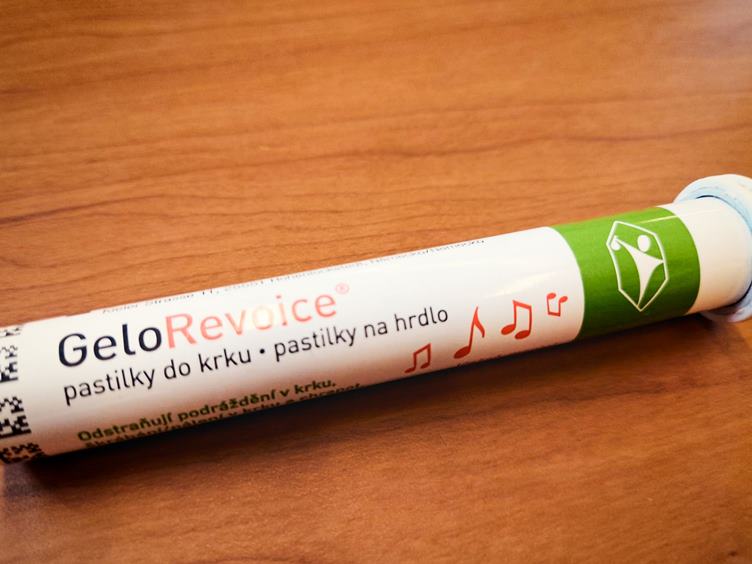 GeloRevoice®
pastilky do krku • pastilky na hrdlo
Odstraňují podráždění v krku,